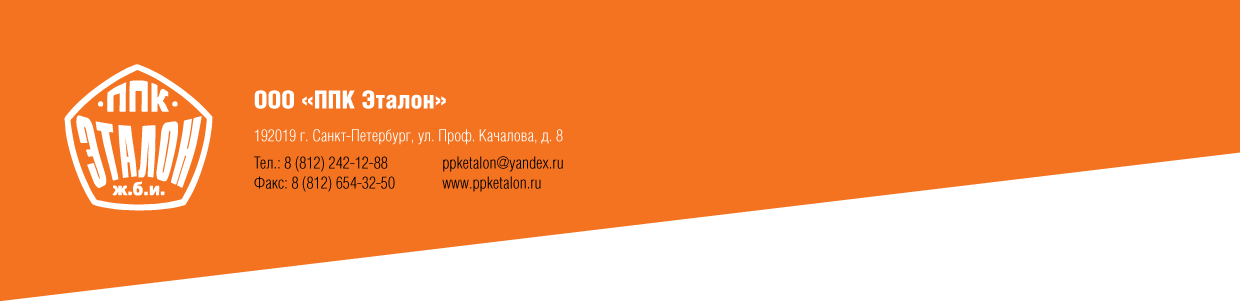 ·ППК·
ЭТАЛОН
ж.б.и.
ООО «ППК Эталон»
192019 г. Санкт-Петербург, ул. Проф. Качалова, д. 8
Тел.: 8 (812) 242-12-88 ppketalon@yandex.ru
Факс: 8 (812) 654-32-50 www.ppketalon.ru